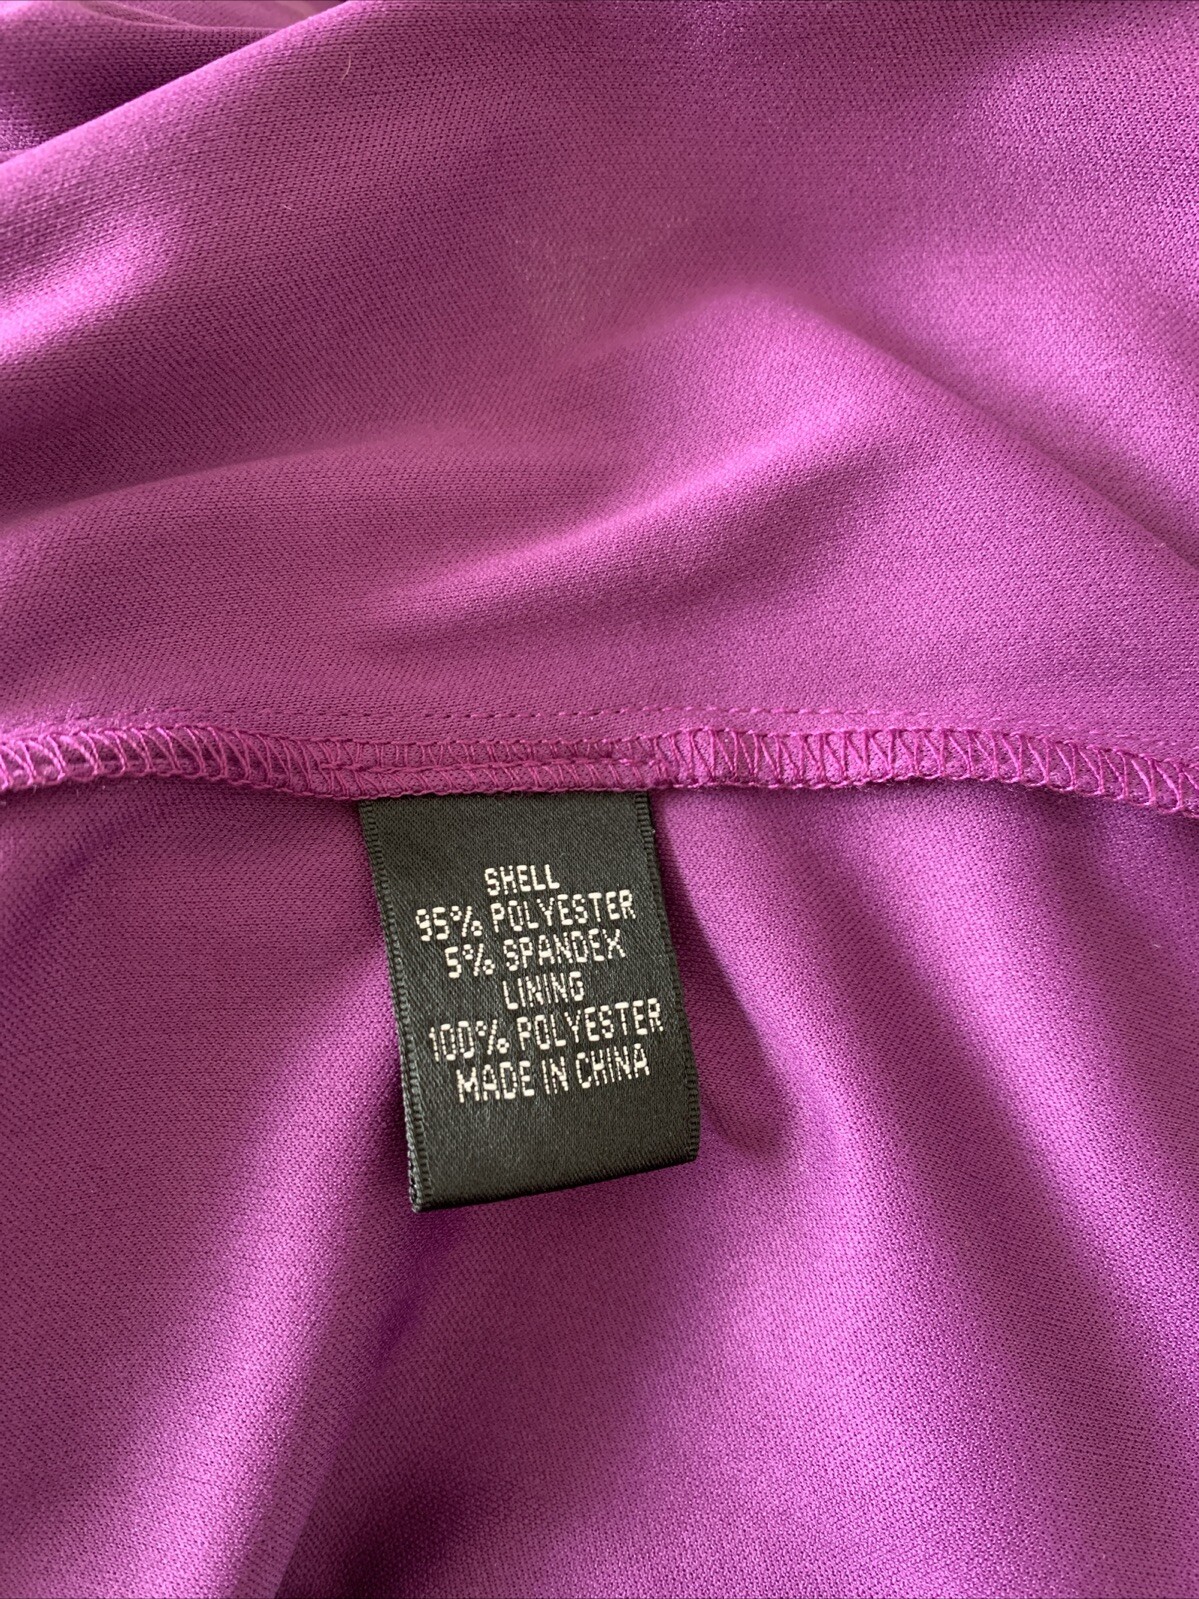 SHELL
95% POLYESTER
5% SPANDEX
LINING
100% POLYESTER
MADE IN CHINA